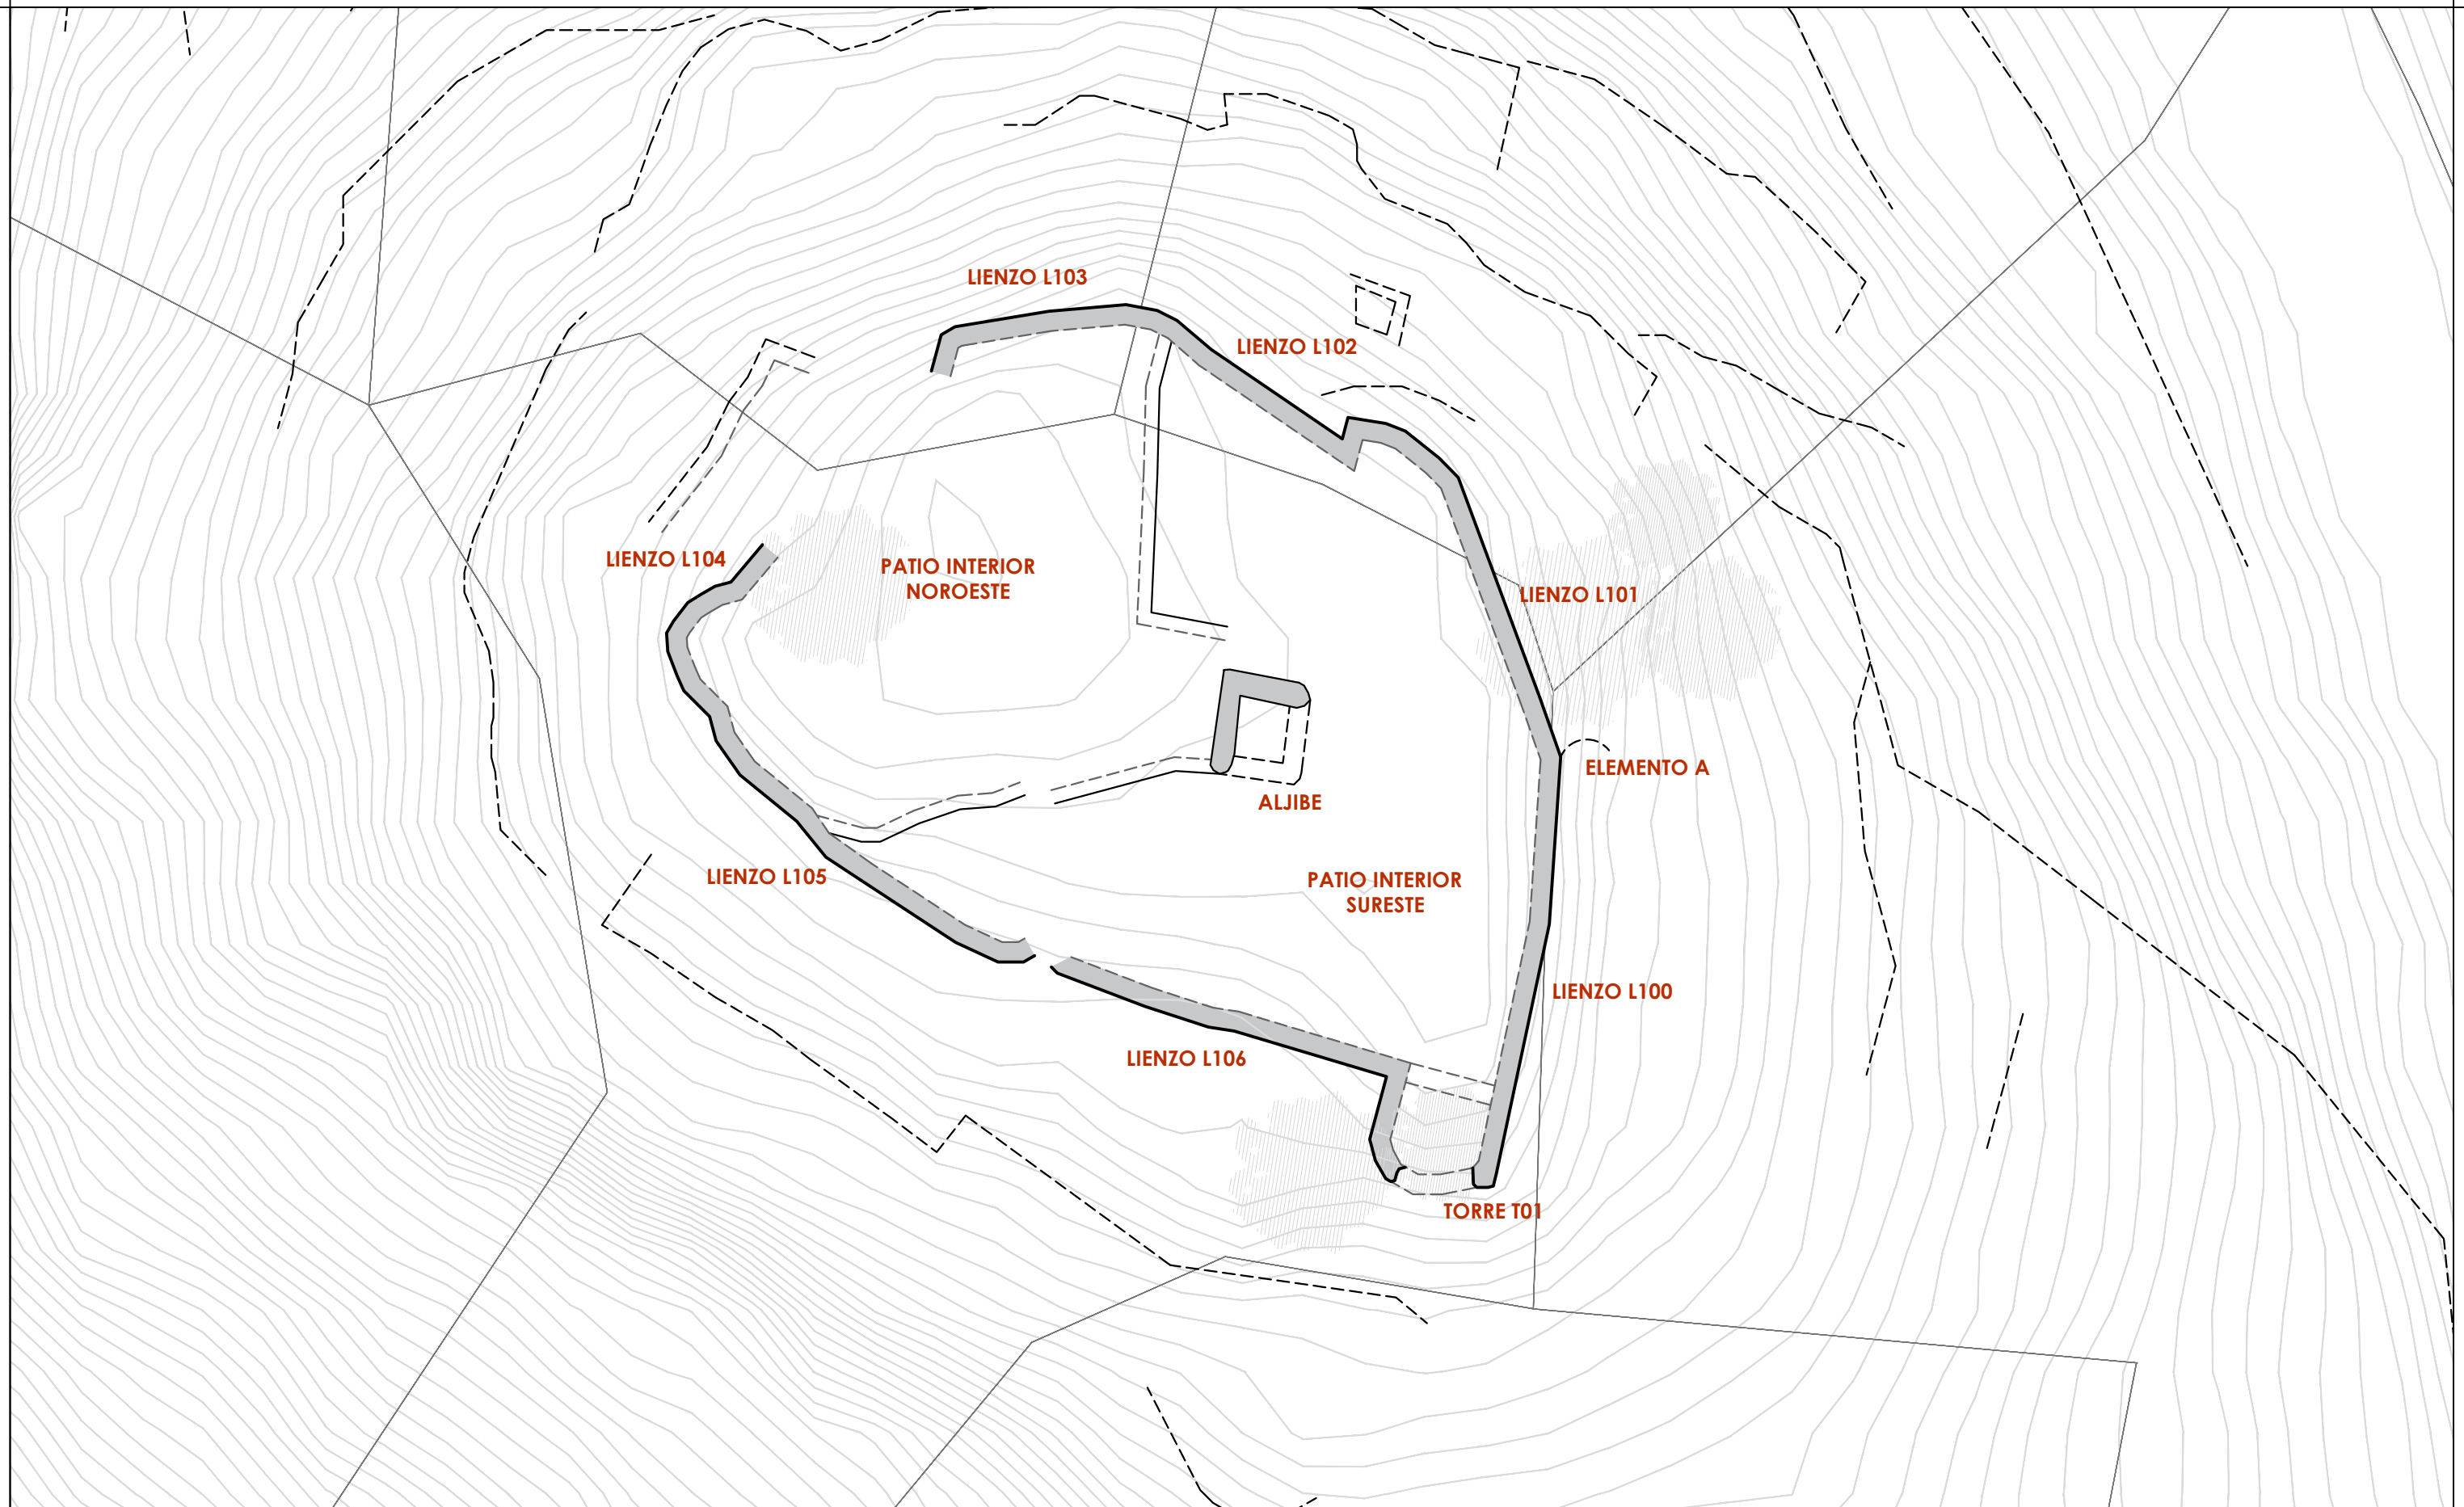 LIENZO L103
LIENZO L102
LIENZO L104
PATIO INTERIOR
NOROESTE
LIENZO L101
ELEMENTO A
ALJIBE
LIENZO L105
PATIO INTERIOR
SURESTE
LIENZO L100
LIENZO L106
TORRE T01